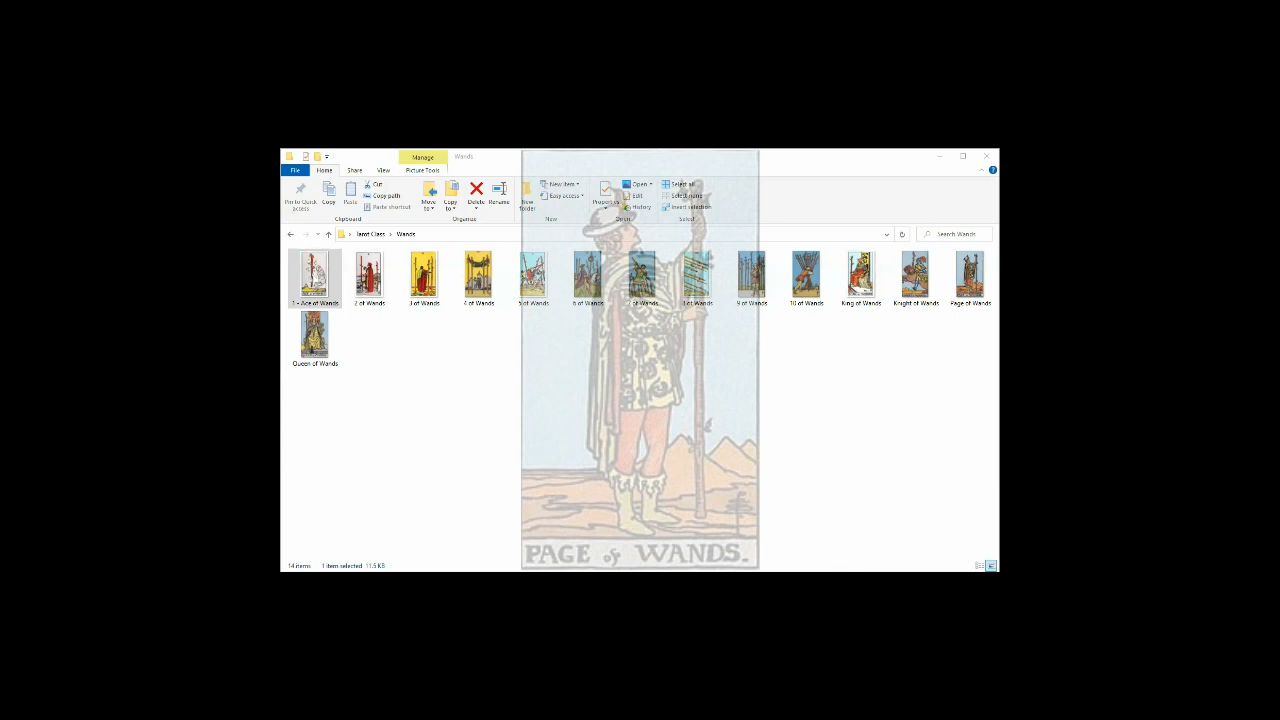 Manage Wands
File Home Share View Picture Tools
Pin to Quick access
Copy
Paste
Cut
Copy path
Paste shortcut
Move to
Copy to
Delete
Rename
New folder
New item
Easy access
Properties
Open
Edit
History
Select all
Select none
Invert selection
Clipboard Organize New Open Select
Tarot Class > Wands
Search Wands
1 - Ace of Wands 2 of Wands 3 of Wands 4 of Wands 5 of Wands 6 of Wands of Wands of Wands 9 of Wands 10 of Wands King of Wands Knight of Wands Page of Wands
Queen of Wands
PAGE of WANDS.
14 items 1 item selected 11.5 KB